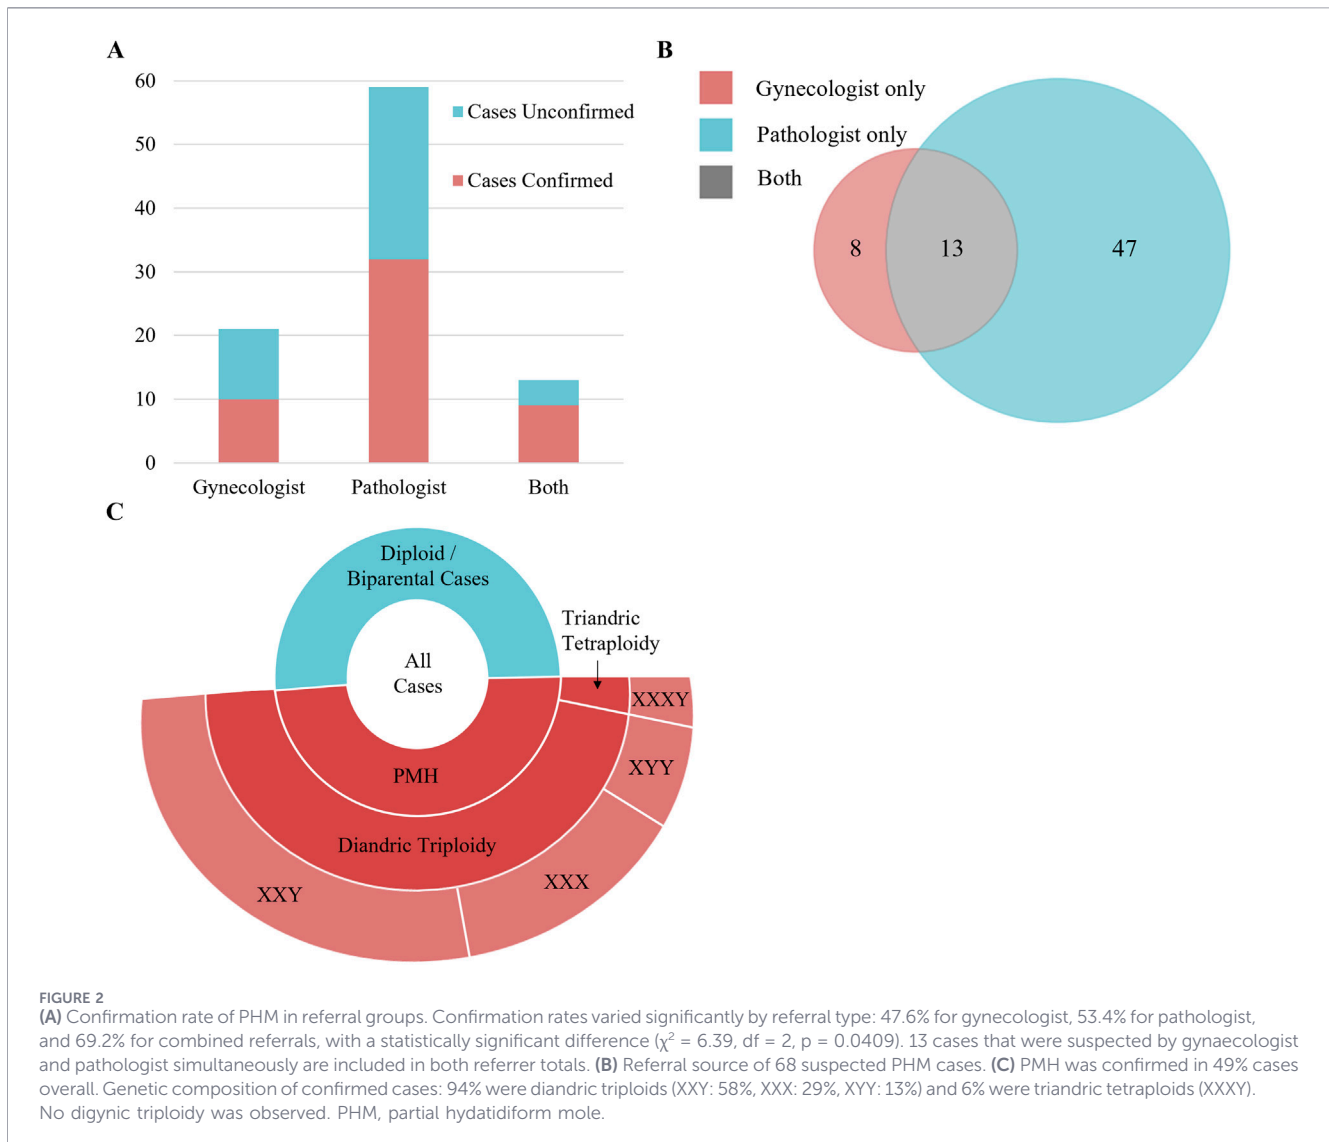 A
60
50
40
30
20
10
0
Cases Unconfirmed
Cases Confirmed
Gynecologist
Pathologist
Both
B
Gynecologist only
Pathologist only
Both
8
13
47
C
Diploid /
Biparental Cases
All
Cases
Triandric
Tetraploidy
XXXY
XYY
PMH
Diandric Triploidy
XXX
XXY
FIGURE 2
(A) Confirmation rate of PHM in referral groups. Confirmation rates varied significantly by referral type: 47.6% for gynecologist, 53.4% for pathologist,
and 69.2% for combined referrals, with a statistically significant difference (χ² = 6.39, df = 2, p = 0.0409). 13 cases that were suspected by gynaecologist
and pathologist simultaneously are included in both referrer totals. (B) Referral source of 68 suspected PHM cases. (C) PMH was confirmed in 49% cases
overall. Genetic composition of confirmed cases: 94% were diandric triploids (XXY: 58%, XXX: 29%, XYY: 13%) and 6% were triandric tetraploids (XXXY).
No digynic triploidy was observed. PHM, partial hydatidiform mole.